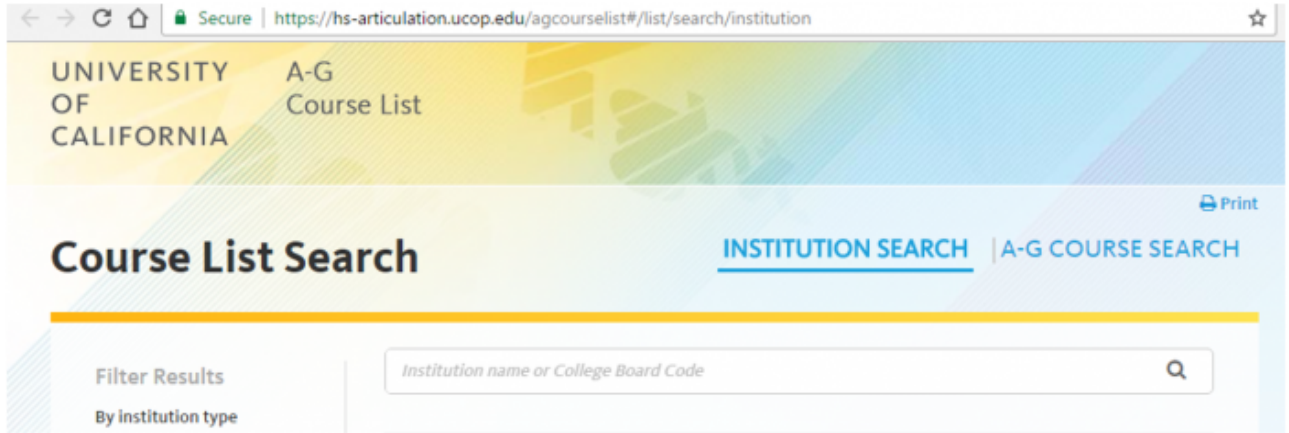 Secure | https://hs-articulation.ucop.edu/agcourselist#/list/search/institution
UNIVERSITY
OF
CALIFORNIA
A-G
Course List
Print
Course List Search
INSTITUTION SEARCH | A-G COURSE SEARCH
Filter Results
By institution type
Institution name or College Board Code